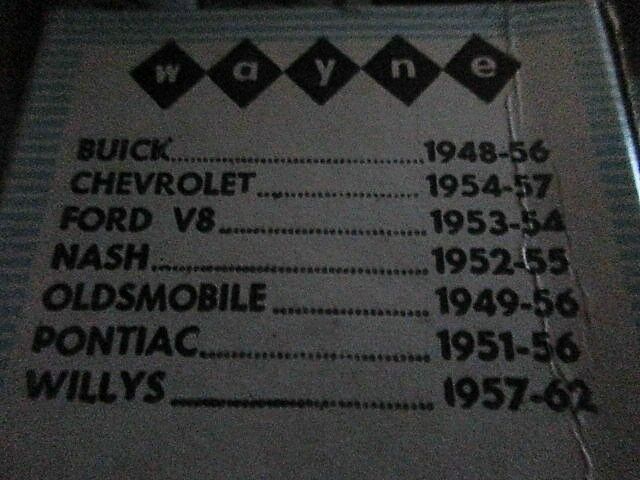 wayne
BUICK........................1948-56
CHEVROLET................1954-57
FORD V8.....................1953-54
NASH..........................1952-55
OLDSMOBILE..............1949-56
PONTIAC.....................1951-56
WILLYS........................1957-62